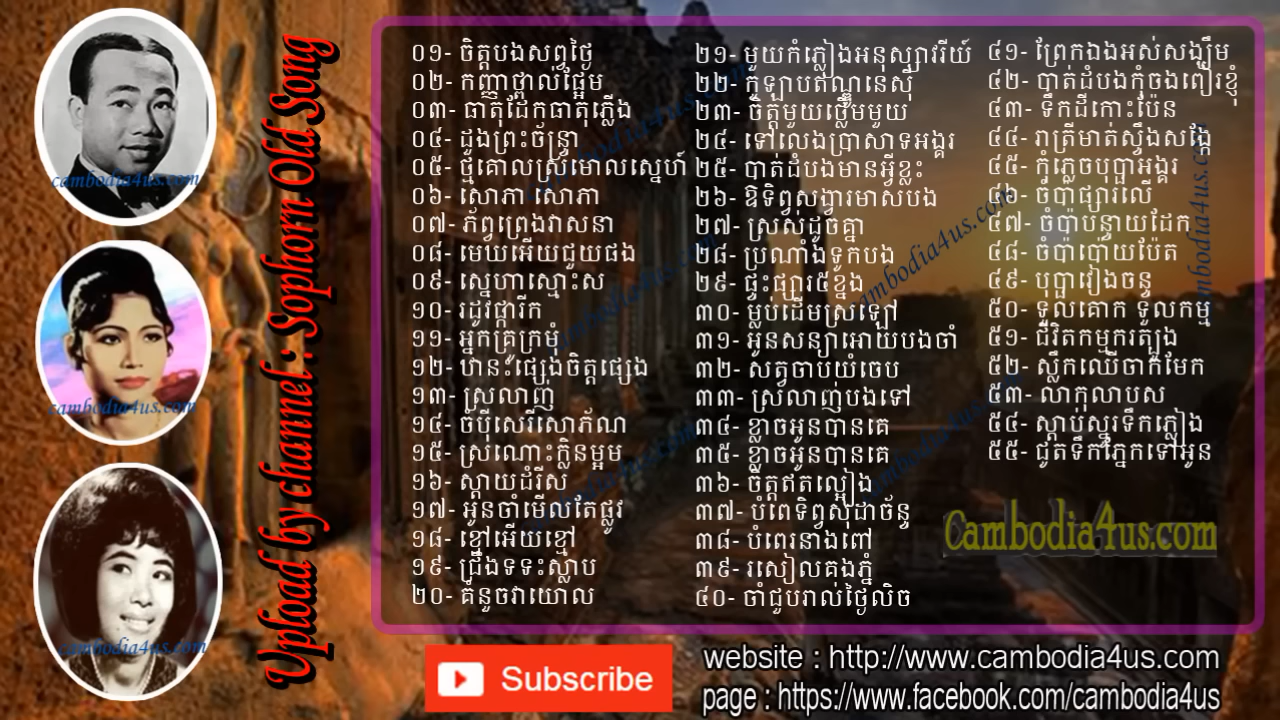 ០១- ចិត្តបងសព្វថ្ងៃ
០២- កញ្ញាថ្ពាល់ផ្អែម
០៣- ធាតុដែកធាតុភ្លើង
០៤- ដួងព្រះច័ន្ទ្រា
០៥- ថ្មគោលស្រមោលស្នេហ៍
០៦- សោភា សោភា
០៧- ភ័ព្វព្រេងវាសនា
០៨- មេឃអើយជួយផង
០៩- ស្នេហាស្មោះស
១០- រដូវផ្ការីក
១១- អ្នកគ្រូក្រមុំ
១២- ឋានៈផ្សេងចិត្តផ្សេង
១៣- ស្រលាញ់
១៤- ចំប៉ីសេរីសោភ័ណ
១៥- ស្រណោះក្លិនម្អម
១៦- ស្ដាយដំរីស
១៧- អូនចាំមើលតែផ្លូវ
១៨- ខ្មៅអើយខ្មៅ
១៩- ជ្រឹងទទះស្លាប
២០- គំនូចវាយោល
២១- មួយកំភ្លៀងអនុស្សាវរីយ៍
២២- កូឡាបឥណ្ឌូនេស៊ី
២៣- ចិត្តមួយថ្លើមមួយ
២៤- ទៅលេងប្រាសាទអង្គរ
២៥- បាត់ដំបងមានអ្វីខ្លះ
២៦- ឱទិព្វសង្វារមាសបង
២៧- ស្រស់ដូចគ្នា
២៨- ប្រណាំងទូកបង
២៩- ផ្ទះផ្សារ៥ខ្នង
៣០- ម្លប់ដើមស្រឡៅ
៣១- អូនសន្យាអោយបងចាំ
៣២- សត្វចាបយំចេប
៣៣- ស្រលាញ់បងទៅ
៣៤- ខ្លាចអូនបានគេ
៣៥- ខ្លាចអូនបានគេ
៣៦- ចិត្តឥតល្អៀង
៣៧- បំពេទិព្វសុដាច័ន្ទ
៣៨- បំពេរនាងពៅ
៣៩- រសៀលគងភ្នំ
៤០- ចាំជួបរាល់ថ្ងៃលិច
៤១- ព្រែកឯងអស់សង្ឃឹម
៤២- បាត់ដំបងកុំចងពៀរខ្ញុំ
៤៣- ទឹកដីកោះប៉ែន
៤៤- រាត្រីមាត់ស្ទឹងសង្កែ
៤៥- កុំភ្លេចបុប្ផាអង្គរ
៤៦- ចំប៉ាផ្សារលើ
៤៧- ចំប៉ាបន្ទាយដែក
៤៨- ចំប៉ាប៉ោយប៉ែត
៤៩- បុប្ផាវៀងចន្ទ
៥០- ទួលគោក ទួលកម្ម
៥១- ជីវិតកម្មករត្បូង
៥២- ស្លឹកឈើចាកមែក
៥៣- លាកុលាបស
៥៤- ស្ដាប់ស្នូរទឹកភ្លៀង
៥៥- ជូតទឹកភ្នែកទៅអូន
Upload by channel : Sophorn Old Song
cambodia4us.com
cambodia4us.com
cambodia4us.com
Cambodia4us.com
Subscribe
website : http://www.cambodia4us.com
page : https://www.facebook.com/cambodia4us